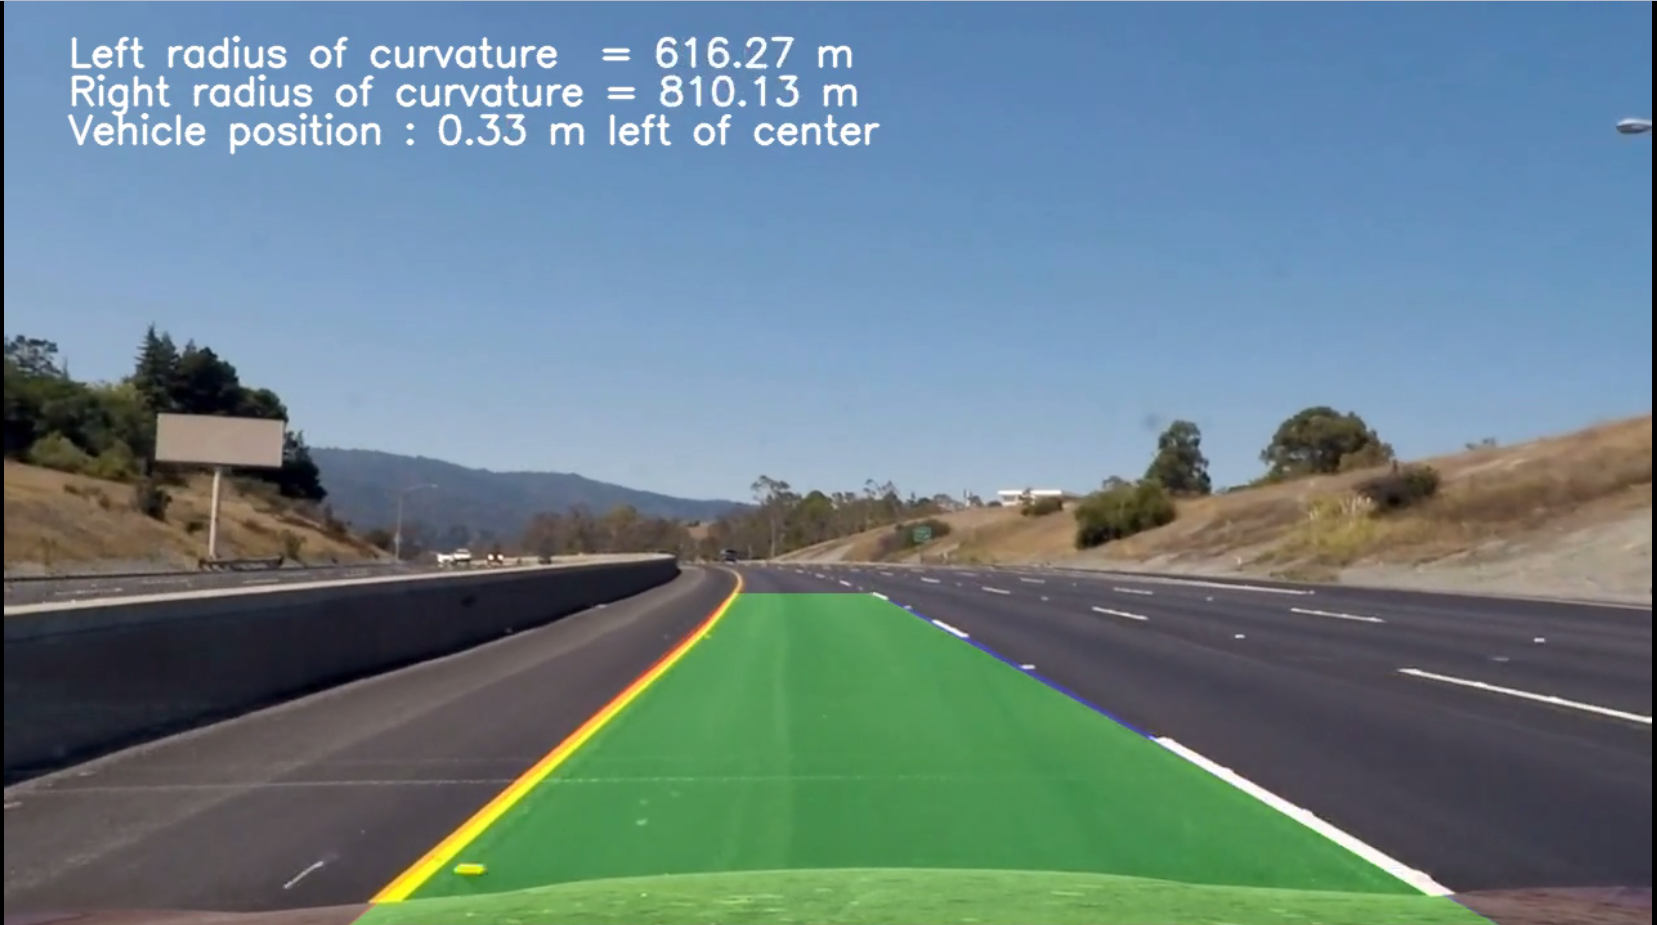 Left radius of curvature = 616.27 m
Right radius of curvature = 810.13 m
Vehicle position : 0.33 m left of center